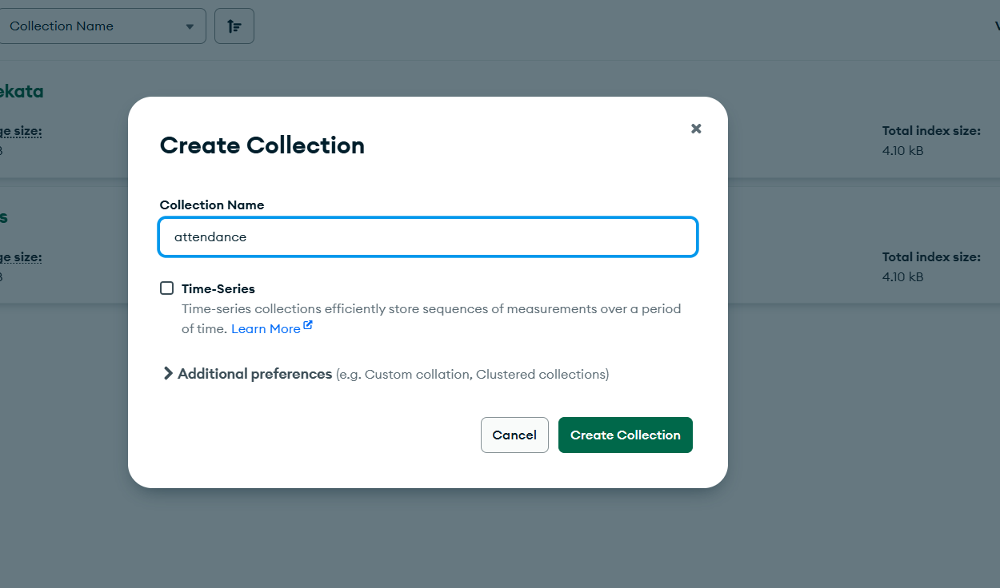 Collection Name
ekata
ge size:
Total index size:
4.10 kB
s
ge size:
Total index size:
4.10 kB
Create Collection
Collection Name
attendance
Time-Series
Time-series collections efficiently store sequences of measurements over a period
of time. Learn More
Additional preferences (e.g. Custom collation, Clustered collections)
Cancel
Create Collection